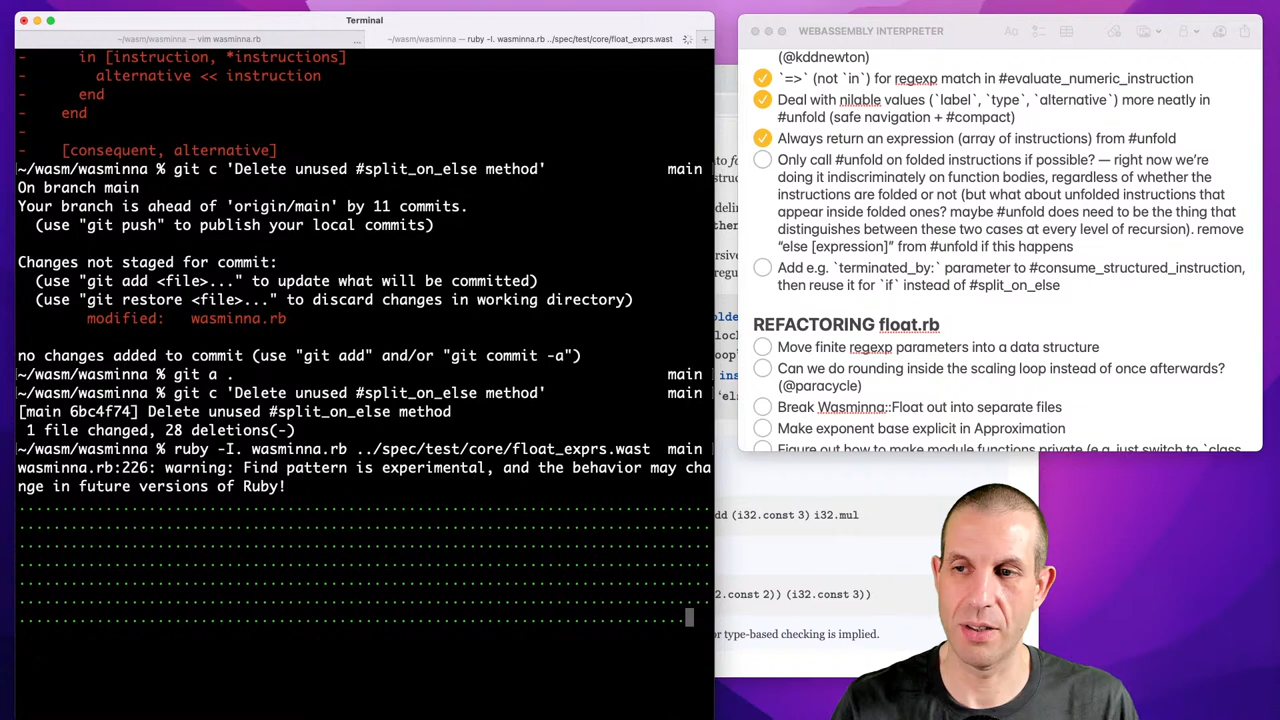 Terminal
~/wasm/wasminna — vim wasminna.rb
...
~/wasm/wasminna — ruby -I. wasminna.rb ../spec/test/core/float_exprs.wast
+
-      in [instruction, *instructions]
-        alternative << instruction
-      end
-    end
-
-    [consequent, alternative]
~/wasm/wasminna % git c 'Delete unused #split_on_else method' main
On branch main
Your branch is ahead of 'origin/main' by 11 commits.
  (use "git push" to publish your local commits)
Changes not staged for commit:
  (use "git add <file>..." to update what will be committed)
  (use "git restore <file>..." to discard changes in working directory)
        modified:   wasminna.rb
no changes added to commit (use "git add" and/or "git commit -a")
~/wasm/wasminna % git a . main
~/wasm/wasminna % git c 'Delete unused #split_on_else method' main
[main 6bc4f74] Delete unused #split_on_else method
 1 file changed, 28 deletions(-)
~/wasm/wasminna % ruby -I. wasminna.rb ../spec/test/core/float_exprs.wast main
wasminna.rb:226: warning: Find pattern is experimental, and the behavior may cha
nge in future versions of Ruby!
WEBASSEMBLY INTERPRETER
Aa
(@kddnewton)
`=>` (not `in`) for regexp match in #evaluate_numeric_instruction
Deal with nilable values (`label`, `type`, `alternative`) more neatly in
#unfold (safe navigation + #compact)
Always return an expression (array of instructions) from #unfold
Only call #unfold on folded instructions if possible? — right now we're
doing it indiscriminately on function bodies, regardless of whether the
instructions are folded or not (but what about unfolded instructions that
appear inside folded ones? maybe #unfold does need to be the thing that
distinguishes between these two cases at every level of recursion). remove
“else [expression]” from #unfold if this happens
Add e.g. `terminated_by:` parameter to #consume_structured_instruction,
then reuse it for `if` instead of #split_on_else
REFACTORING float.rb
Move finite regexp parameters into a data structure
Can we do rounding inside the scaling loop instead of once afterwards?
(@paracycle)
Break Wasminna::Float out into separate files
Make exponent base explicit in Approximation
Figure out how to make module functions private (e.g. just switch to `class
dd (i32.const 3) i32.mul
2.const 2)) (i32.const 3))
or type-based checking is implied.